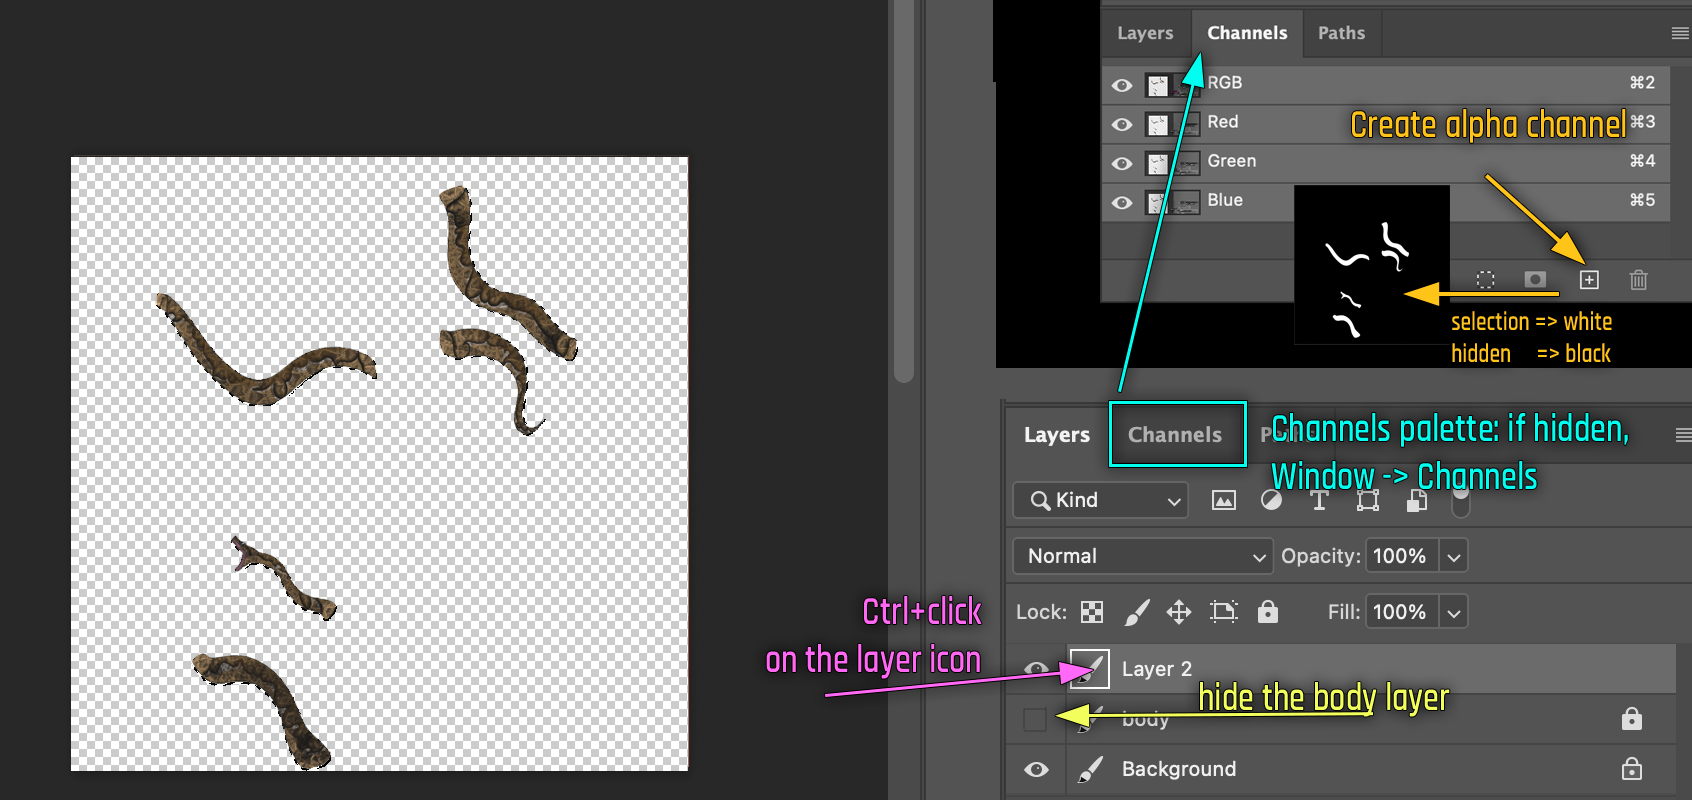 Layers Channels Paths
RGB ⌘2
Create alpha channel
Red ⌘3
Green ⌘4
Blue ⌘5
selection => white
hidden => black
Layers Channels
Channels palette: if hidden,
Window -> Channels
Kind
Normal Opacity: 100%
Lock: Fill: 100%
Ctrl+click
on the layer icon
Layer 2
hide the body layer
body
Background